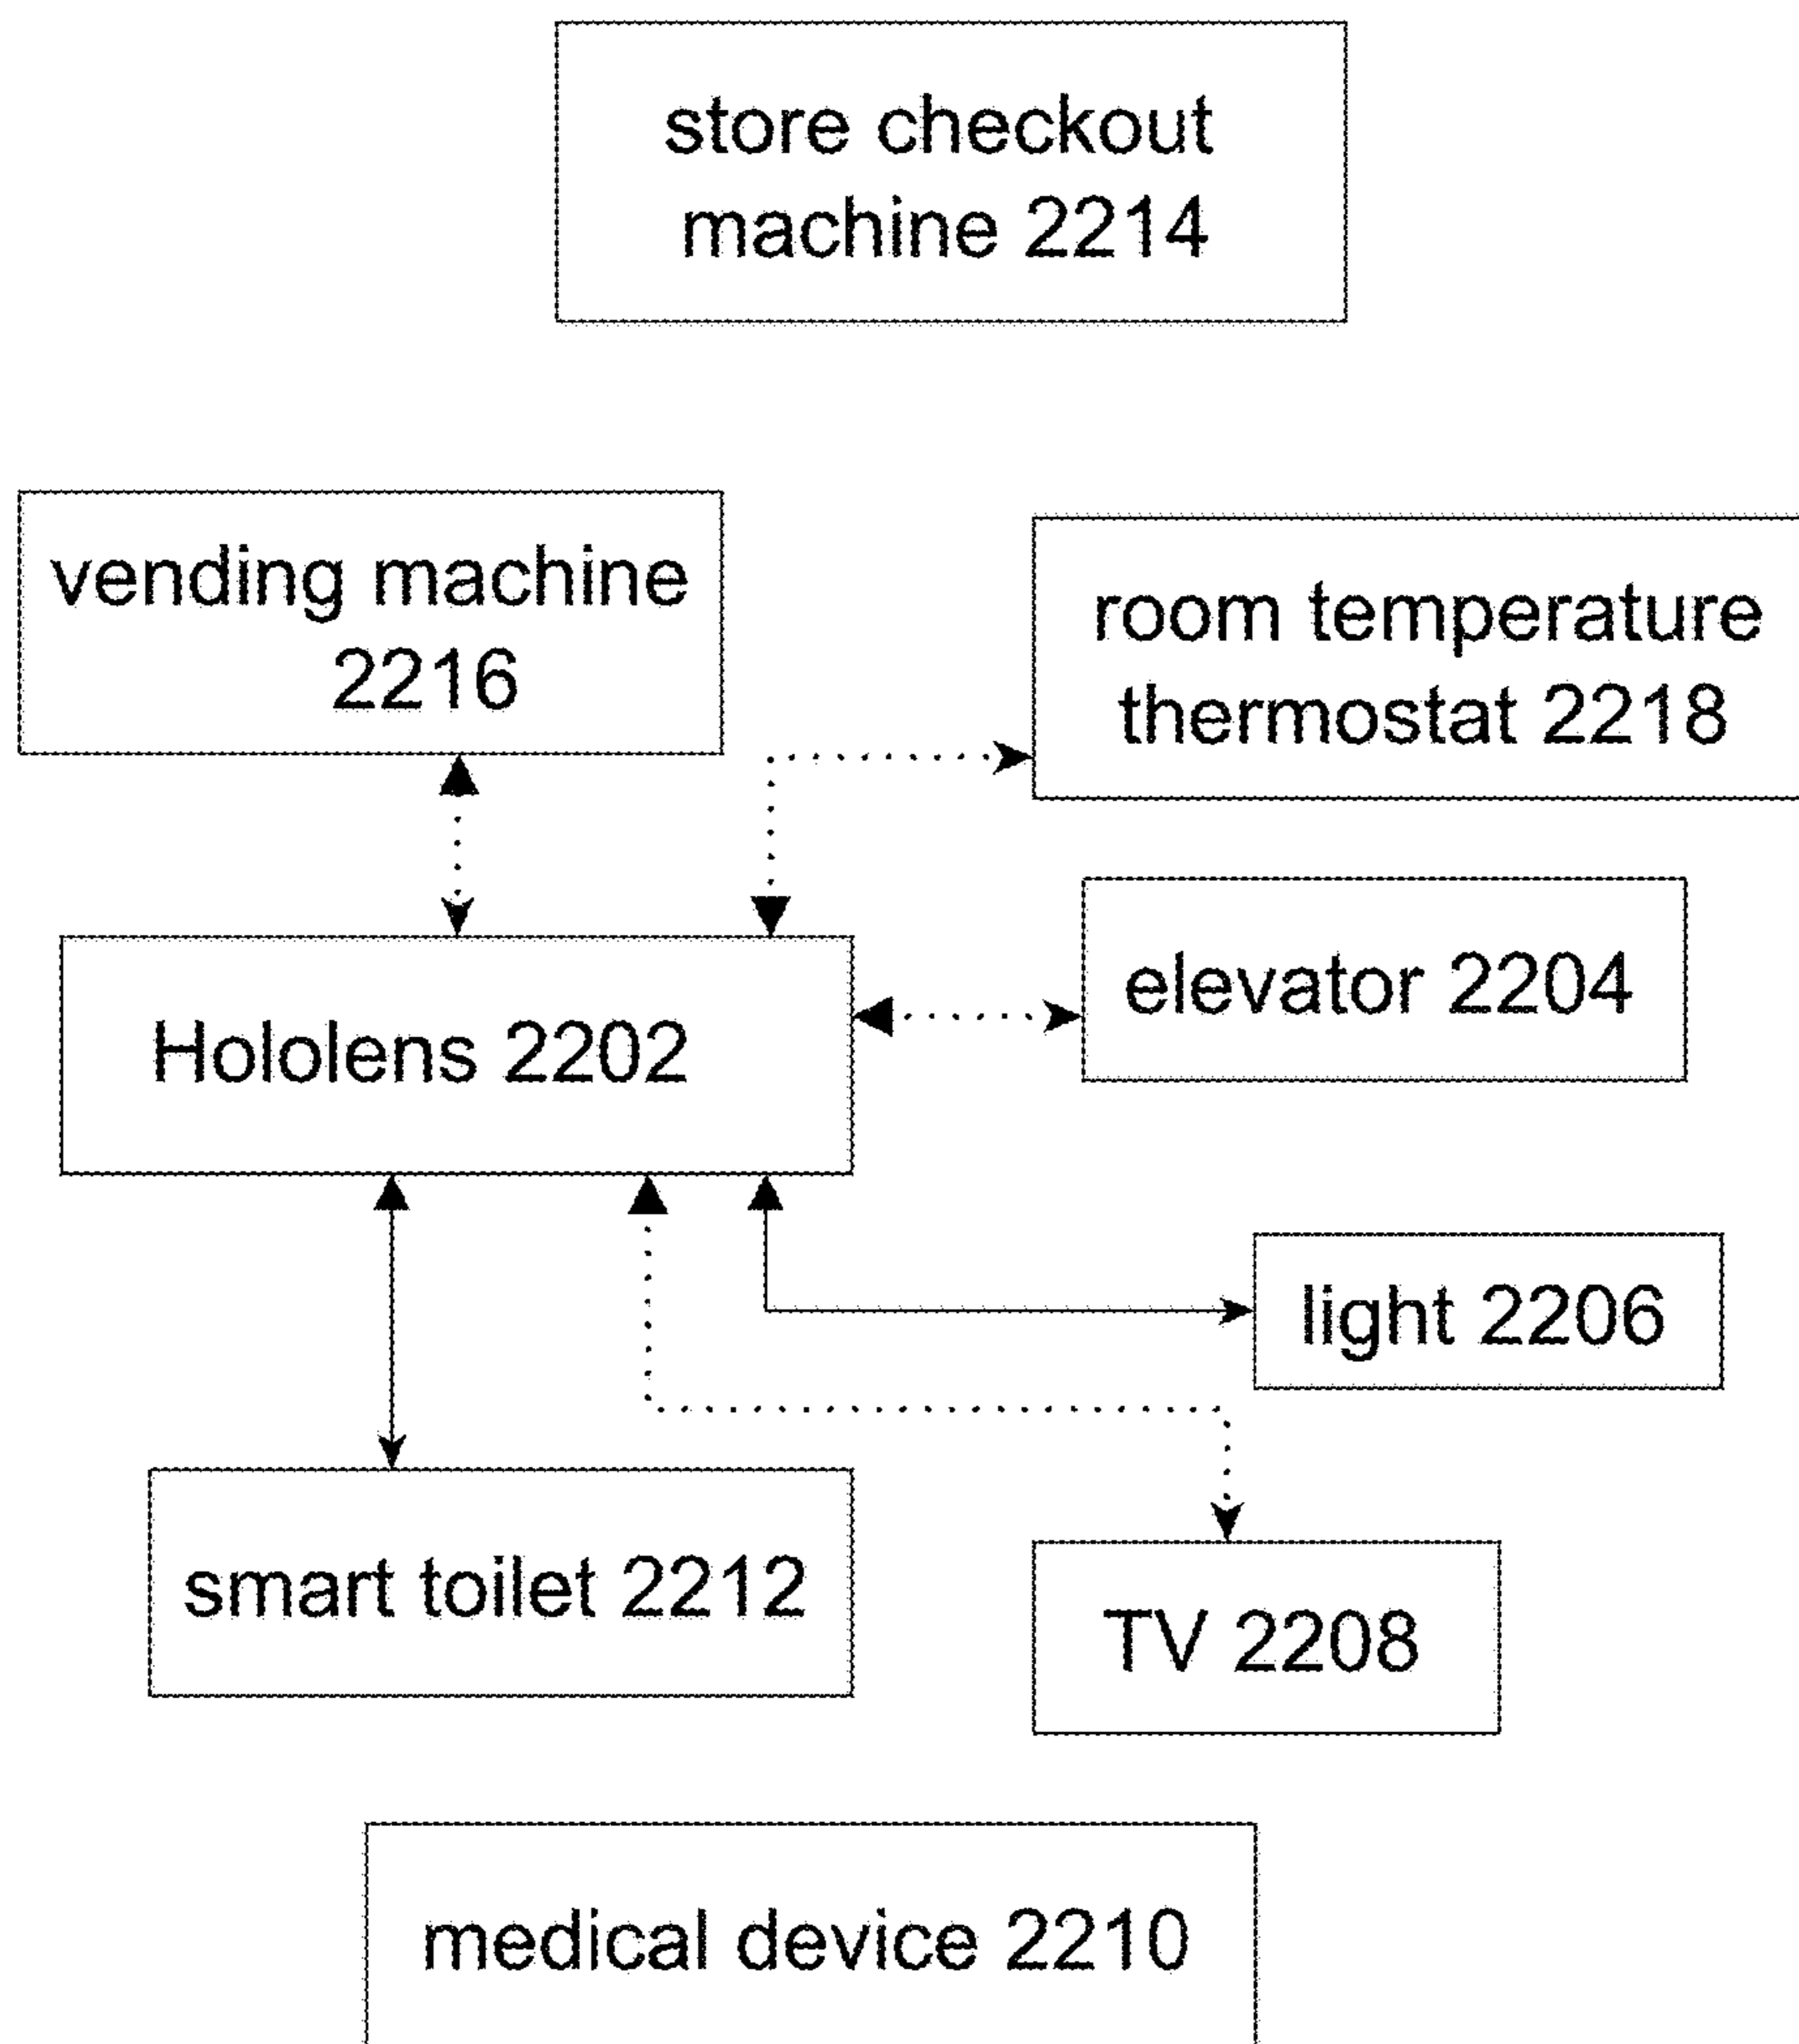 store checkout
machine 2214
vending machine
2216
room temperature
thermostat 2218
elevator 2204
Hololens 2202
light 2206
smart toilet 2212
TV 2208
medical device 2210